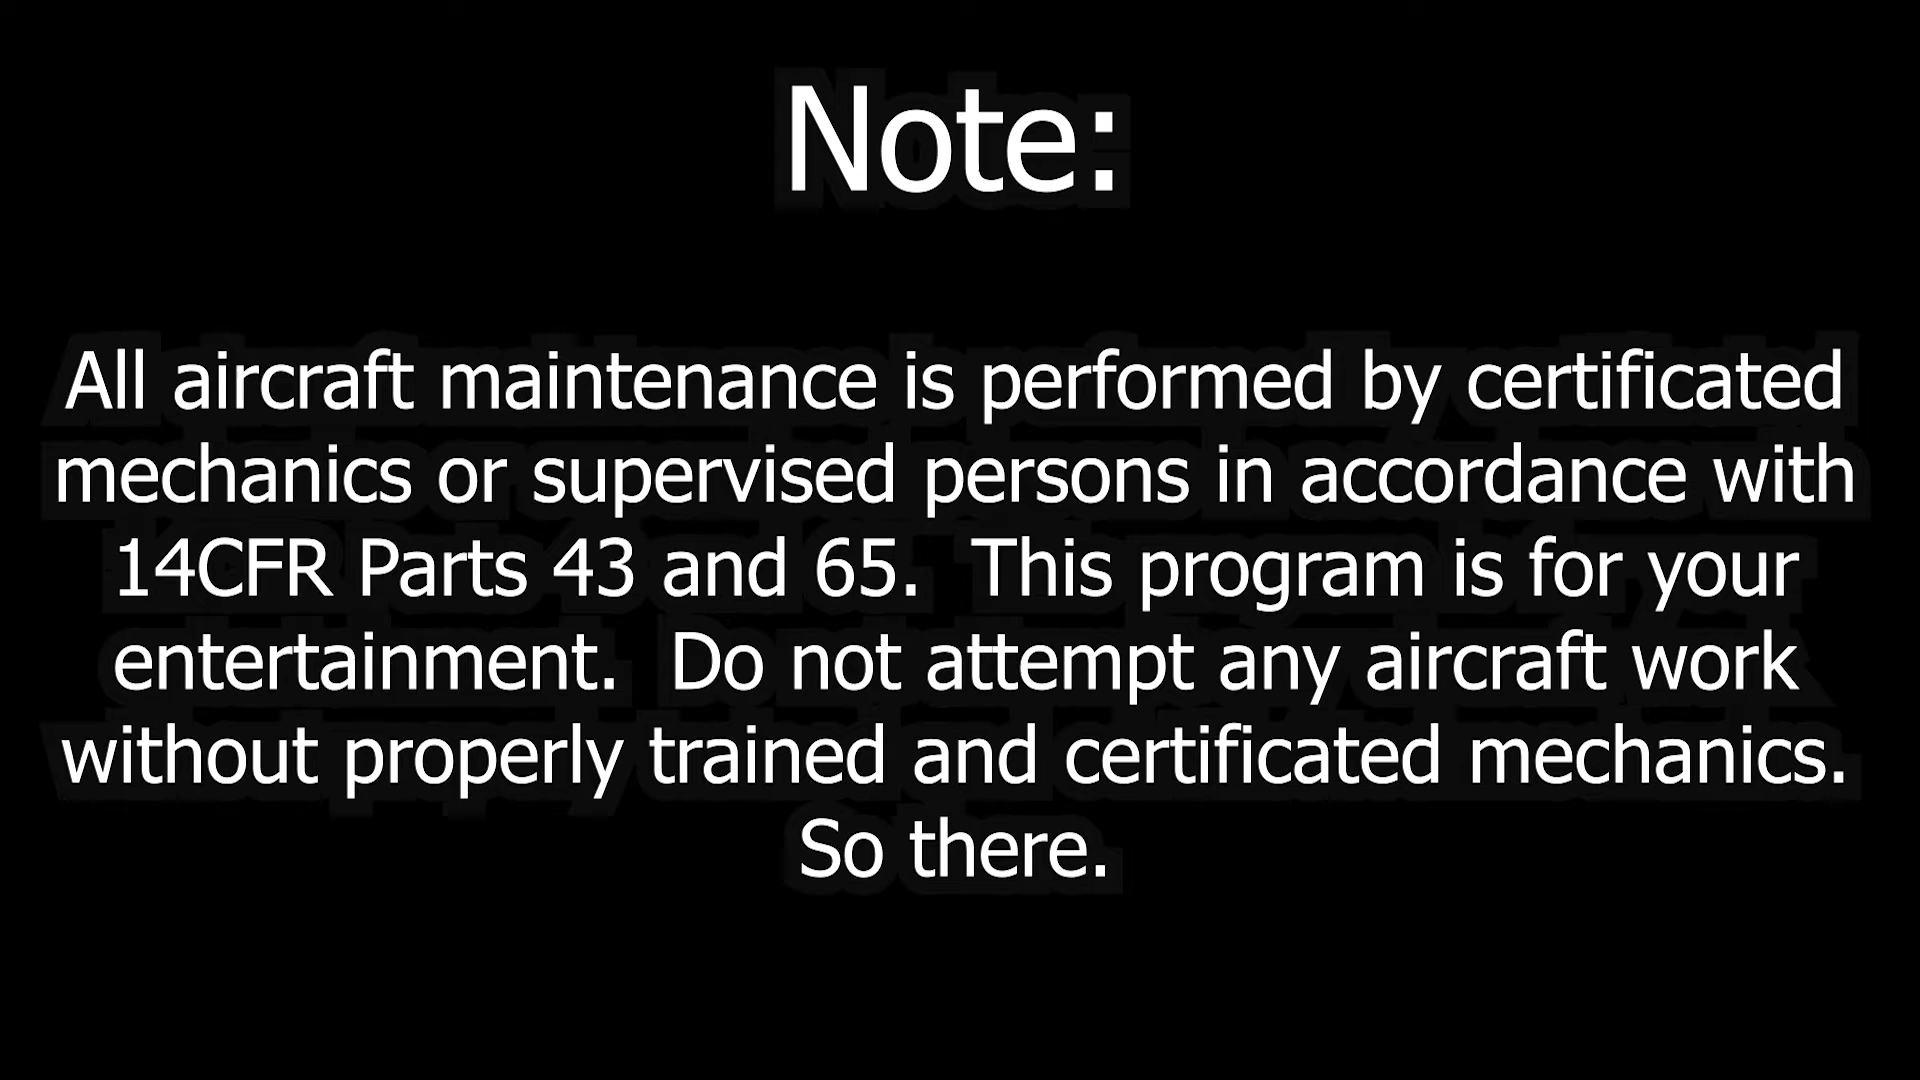 Note:
All aircraft maintenance is performed by certificated
mechanics or supervised persons in accordance with
14CFR Parts 43 and 65.  This program is for your
entertainment.  Do not attempt any aircraft work
without properly trained and certificated mechanics.
So there.